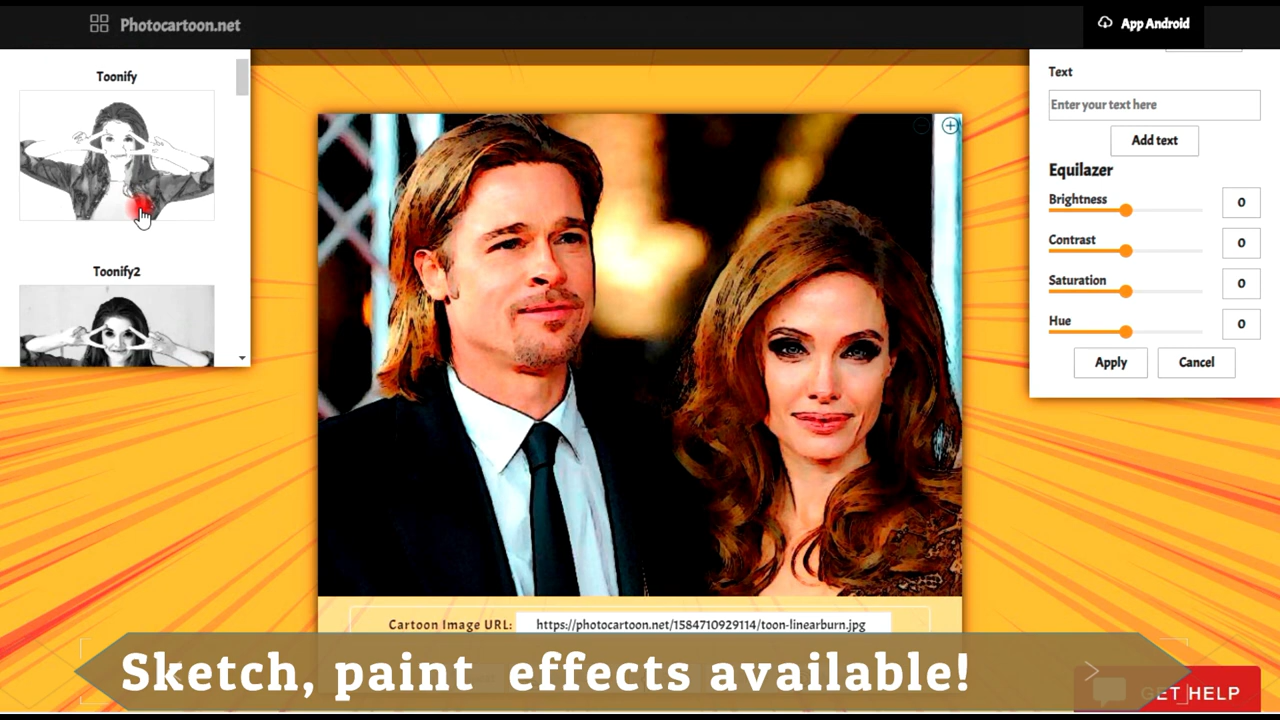 Photocartoon.net
App Android
Toonify
Toonify2
Text
Enter your text here
Add text
Equilazer
Brightness
0
Contrast
0
Saturation
0
Hue
0
Apply
Cancel
Cartoon Image URL:
https://photocartoon.net/1584710929114/toon-linearburn.jpg
Sketch, paint effects available!
GET HELP